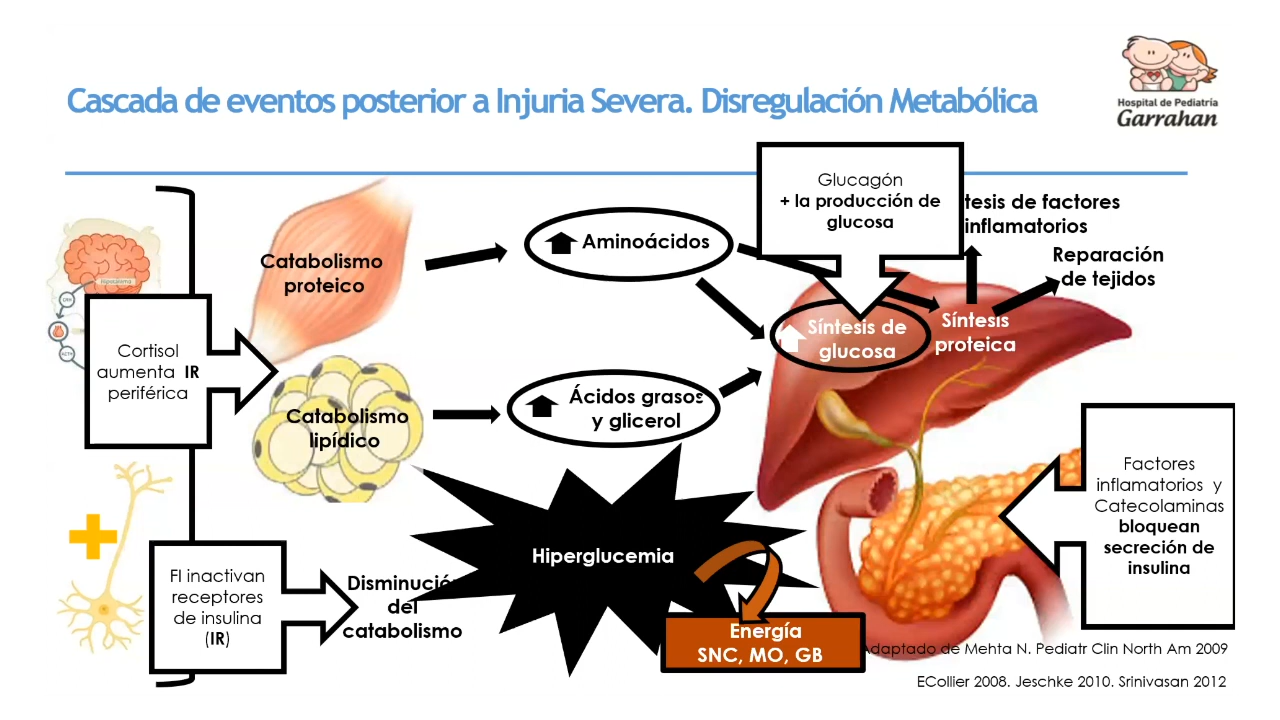 Cascada de eventos posterior a Injuria Severa. Disregulación Metabólica
Hospital de Pediatría
Garrahan
Glucagón
+ la producción de
glucosa
tesis de factores
inflamatorios
Reparación
de tejidos
Aminoácidos
Catabolismo
proteico
Hipotálamo
CRH
ACTH
Síntesis de
glucosa
Síntesis
proteica
Cortisol
aumenta IR
periférica
Catabolismo
lipídico
Ácidos grasos
y glicerol
Factores
inflamatorios y
Catecolaminas
bloquean
secreción de
insulina
Hiperglucemia
FI inactivan
receptores
de insulina
(IR)
Disminución
del
catabolismo
Energía
SNC, MO, GB
Adaptado de Mehta N. Pediatr Clin North Am 2009
ECollier 2008. Jeschke 2010. Srinivasan 2012